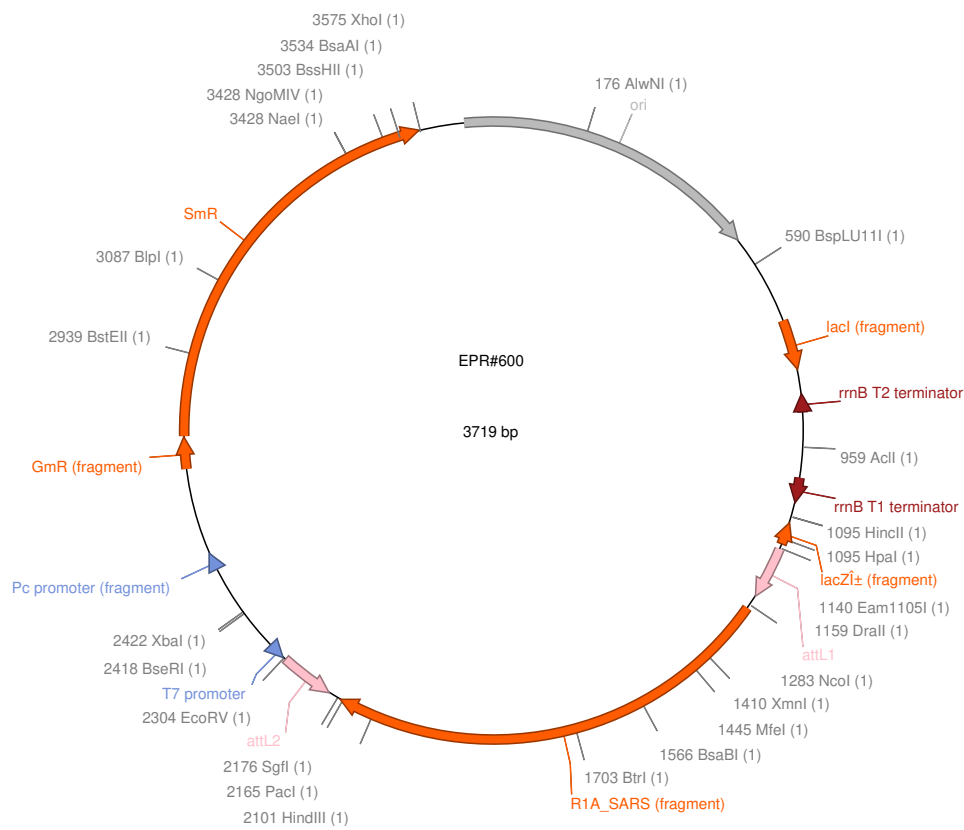 3575 XhoI (1)
3534 BsaAI (1)
3503 BssHII (1)
3428 NgoMIV (1)
3428 NaeI (1)
176 AlwNI (1)
ori
SmR
590 BspLU11I (1)
3087 BlpI (1)
lacI (fragment)
2939 BstEII (1)
EPR#600
rrnB T2 terminator
3719 bp
959 AclI (1)
GmR (fragment)
rrnB T1 terminator
1095 HincII (1)
1095 HpaI (1)
lacZÎ± (fragment)
Pc promoter (fragment)
1140 Eam1105I (1)
1159 DraII (1)
2422 XbaI (1)
attL1
2418 BseRI (1)
1283 NcoI (1)
T7 promoter
1410 XmnI (1)
2304 EcoRV (1)
1445 MfeI (1)
attL2
1566 BsaBI (1)
2176 SgfI (1)
1703 BtrI (1)
2165 PacI (1)
R1A_SARS (fragment)
2101 HindIII (1)